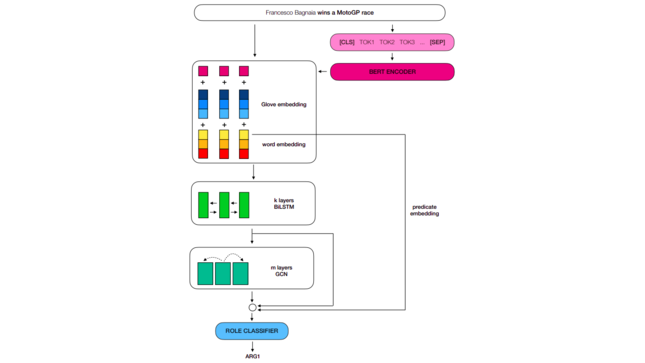 Francesco Bagnaia wins a MotoGP race
[CLS] TOK1 TOK2 TOK3 ... [SEP]
BERT ENCODER
+ + +
Glove embedding
+ + +
word embedding
k layers
BiLSTM
predicate
embedding
m layers
GCN
ROLE CLASSIFIER
ARG1